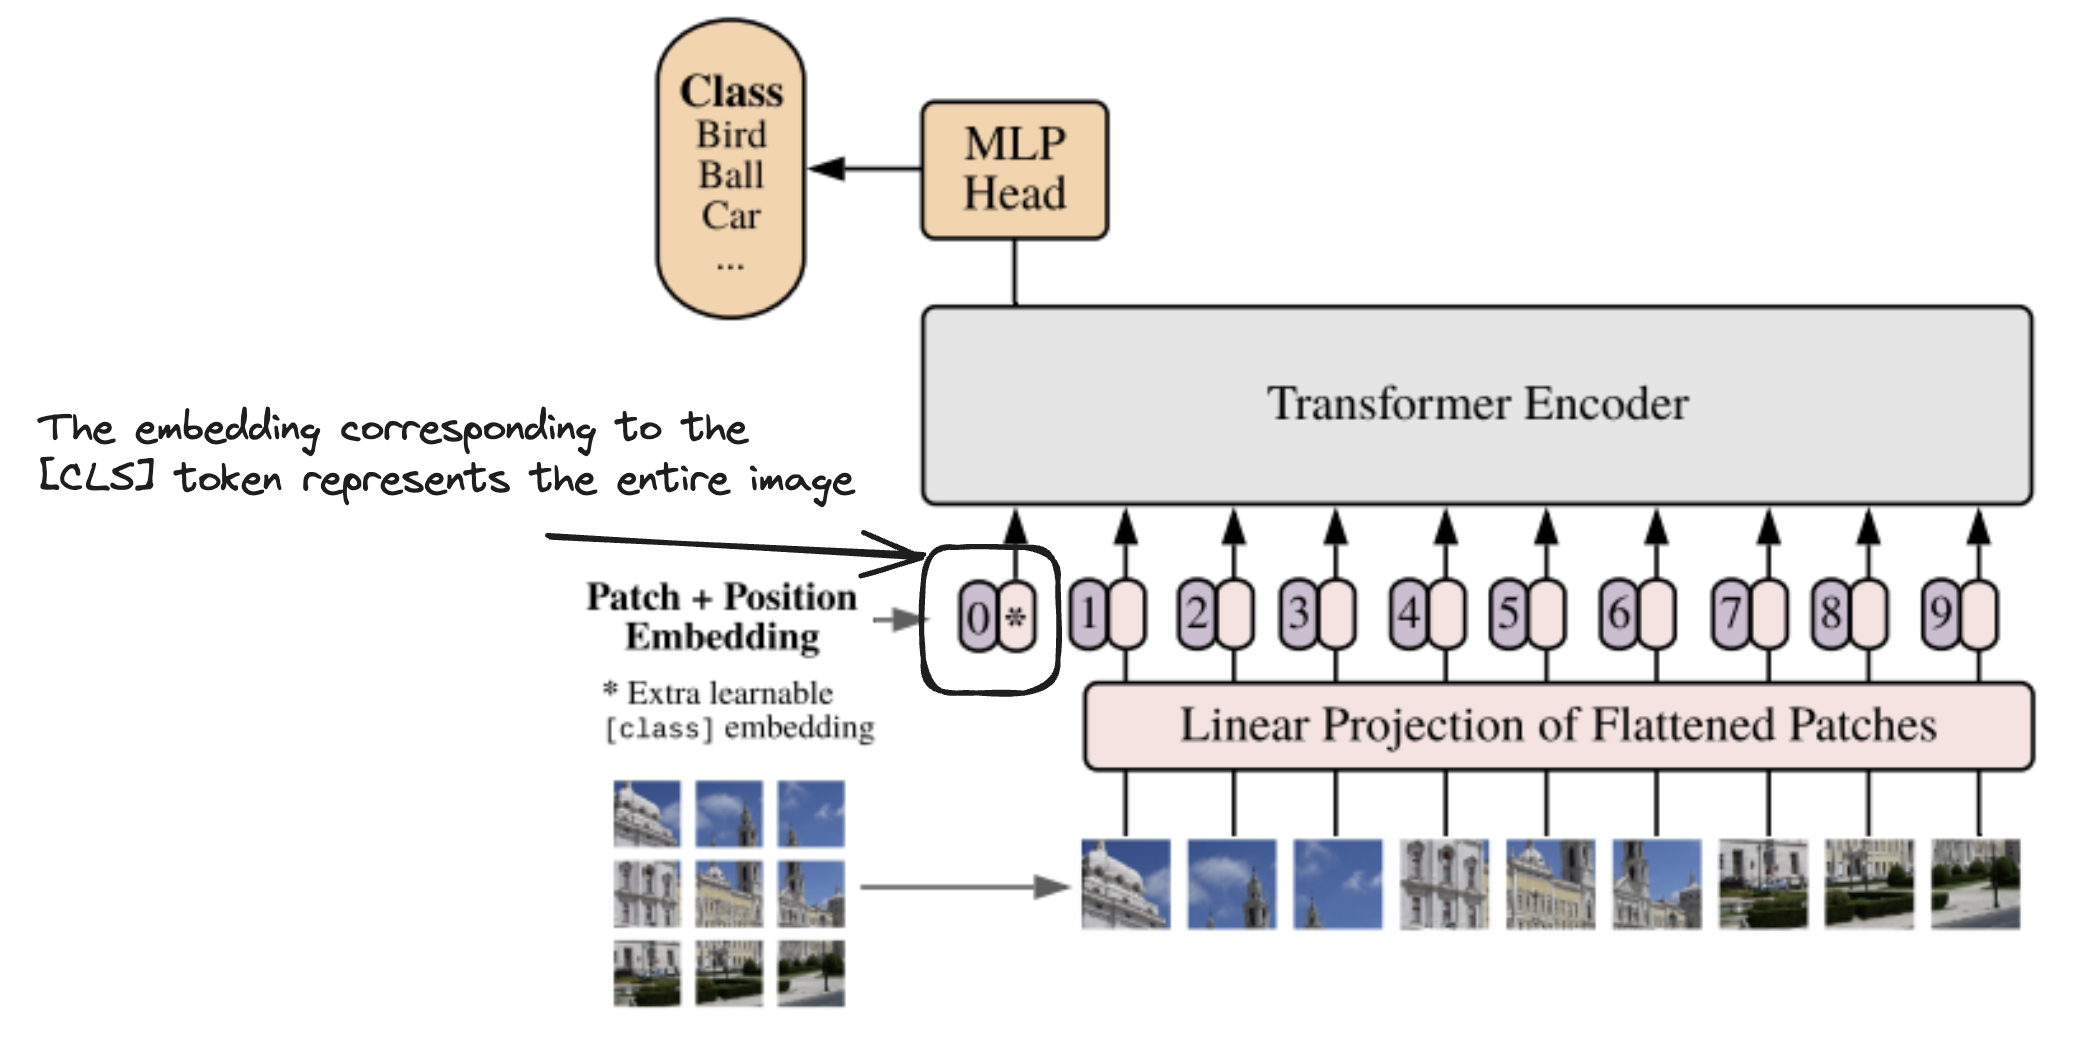 Class
Bird
Ball
Car
...
MLP
Head
Transformer Encoder
The embedding corresponding to the
[CLS] token represents the entire image
Patch + Position
Embedding
0 * 1 2 3 4 5 6 7 8 9
* Extra learnable
[class] embedding
Linear Projection of Flattened Patches